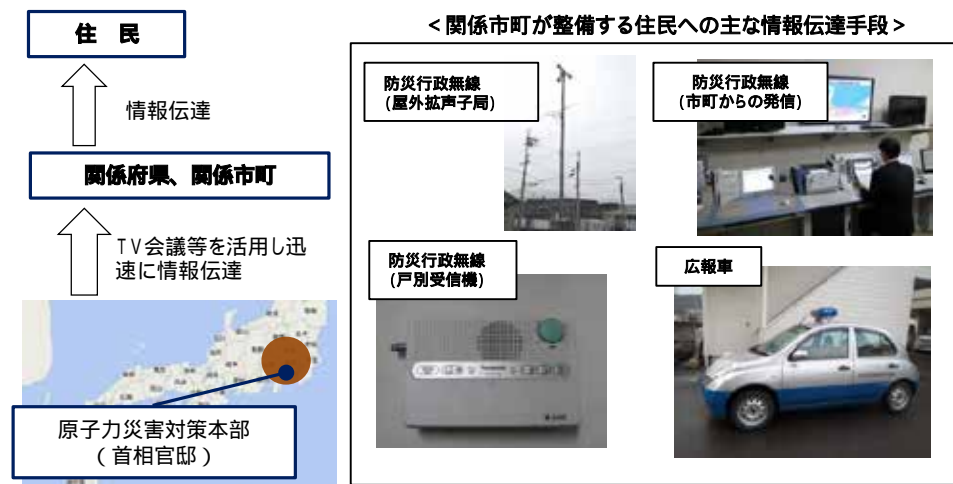 住 民
情報伝達
関係府県、関係市町
TV会議等を活用し迅
速に情報伝達
原子力災害対策本部
(首相官邸)
<関係市町が整備する住民への主な情報伝達手段>
防災行政無線
(屋外拡声子局)
防災行政無線
(市町からの発信)
防災行政無線
(戸別受信機)
広報車